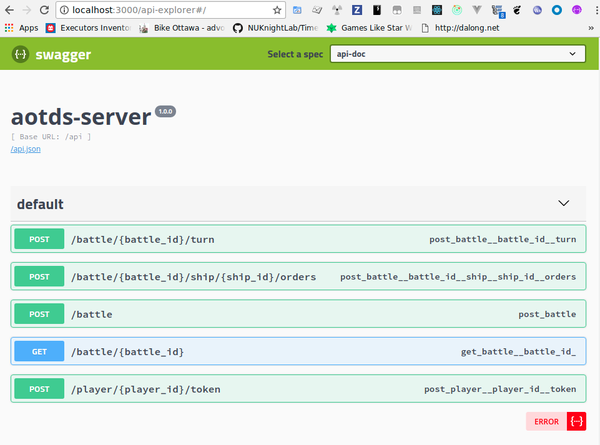 localhost:3000/api-explorer#/
Apps Executors Inventors Bike Ottawa - advoc NUKnightLab/Time Games Like Star W http://dalong.net »
swagger Select a spec api-doc
aotds-server 1.0.0
[ Base URL: /api ]
/api.json
default
POST /battle/{battle_id}/turn post_battle__battle_id__turn
POST /battle/{battle_id}/ship/{ship_id}/orders post_battle__battle_id__ship__ship_id__orders
POST /battle post_battle
GET /battle/{battle_id} get_battle__battle_id_
POST /player/{player_id}/token post_player__player_id__token
ERROR {...}